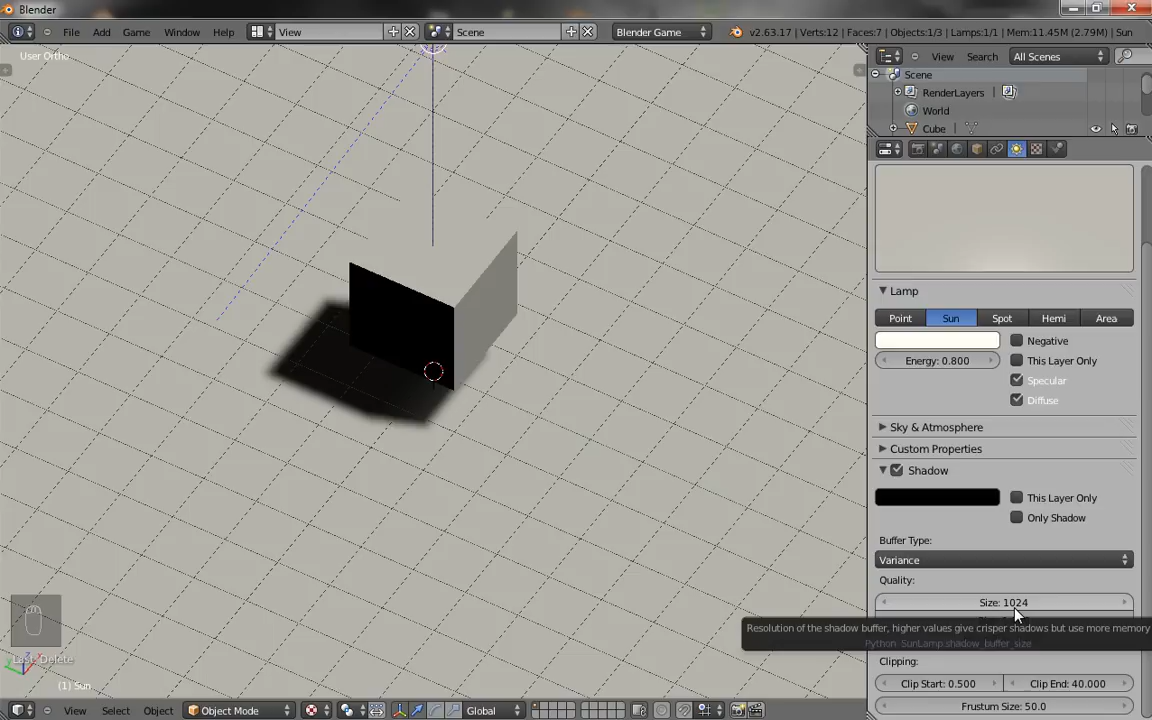 Blender
File Add Game Window Help View Scene Blender Game v2.63.17 | Verts:12 | Faces:7 | Objects:1/3 | Lamps:1/1 | Mem:11.45M (2.79M) | Sun
User Ortho
View Search All Scenes
Scene
RenderLayers
World
Cube
Lamp
Point Sun Spot Hemi Area
Negative
Energy: 0.800 This Layer Only
Specular
Diffuse
Sky & Atmosphere
Custom Properties
Shadow
This Layer Only
Only Shadow
Buffer Type:
Variance
Quality:
Size: 1024
Resolution of the shadow buffer, higher values give crisper shadows but use more memory
Python: SunLamp.shadow_buffer_size
Last: Delete
Clipping:
(1) Sun
Clip Start: 0.500 Clip End: 40.000
Frustum Size: 50.0
View Select Object Object Mode Global